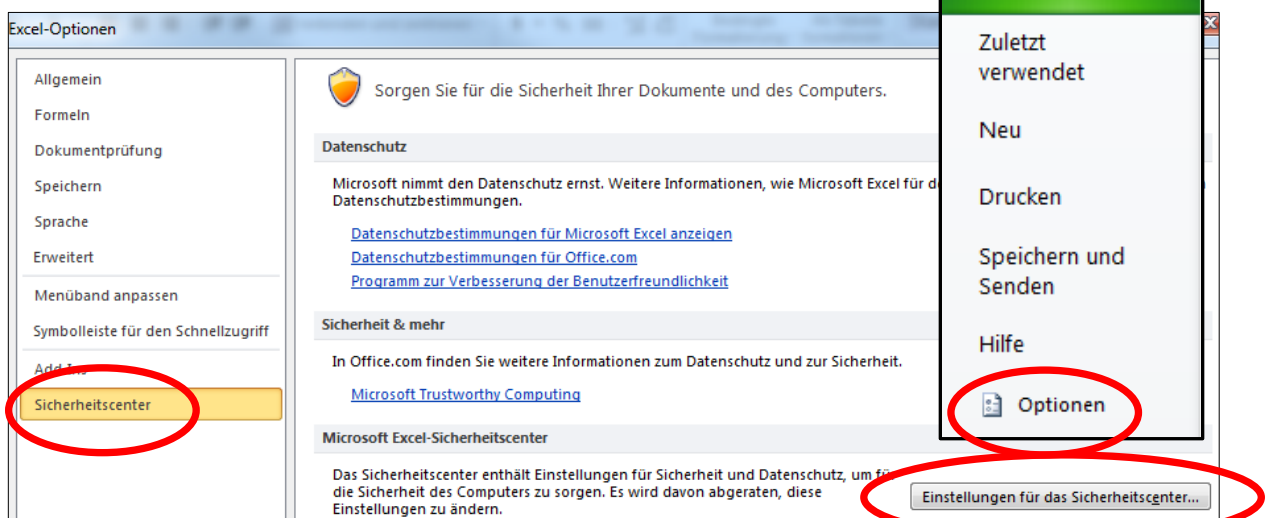 Excel-Optionen
Allgemein
Formeln
Dokumentprüfung
Speichern
Sprache
Erweitert
Menüband anpassen
Symbolleiste für den Schnellzugriff
Add-Ins
Sicherheitscenter
Sorgen Sie für die Sicherheit Ihrer Dokumente und des Computers.
Datenschutz
Microsoft nimmt den Datenschutz ernst. Weitere Informationen, wie Microsoft Excel für
Datenschutzbestimmungen.
Datenschutzbestimmungen für Microsoft Excel anzeigen
Datenschutzbestimmungen für Office.com
Programm zur Verbesserung der Benutzerfreundlichkeit
Sicherheit & mehr
In Office.com finden Sie weitere Informationen zum Datenschutz und zur Sicherheit.
Microsoft Trustworthy Computing
Microsoft Excel-Sicherheitscenter
Das Sicherheitscenter enthält Einstellungen für Sicherheit und Datenschutz, um für
die Sicherheit des Computers zu sorgen. Es wird davon abgeraten, diese
Einstellungen zu ändern.
Einstellungen für das Sicherheitscenter...
Zuletzt
verwendet
Neu
Drucken
Speichern und
Senden
Hilfe
Optionen